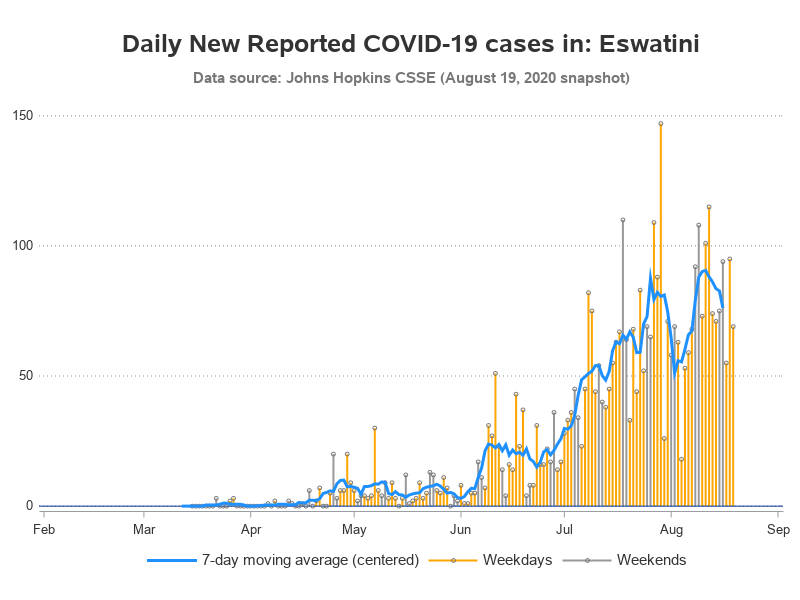 Daily New Reported COVID-19 cases in: Eswatini
Data source: Johns Hopkins CSSE (August 19, 2020 snapshot)
150
100
50
0
Feb Mar Apr May Jun Jul Aug Sep
7-day moving average (centered) Weekdays Weekends